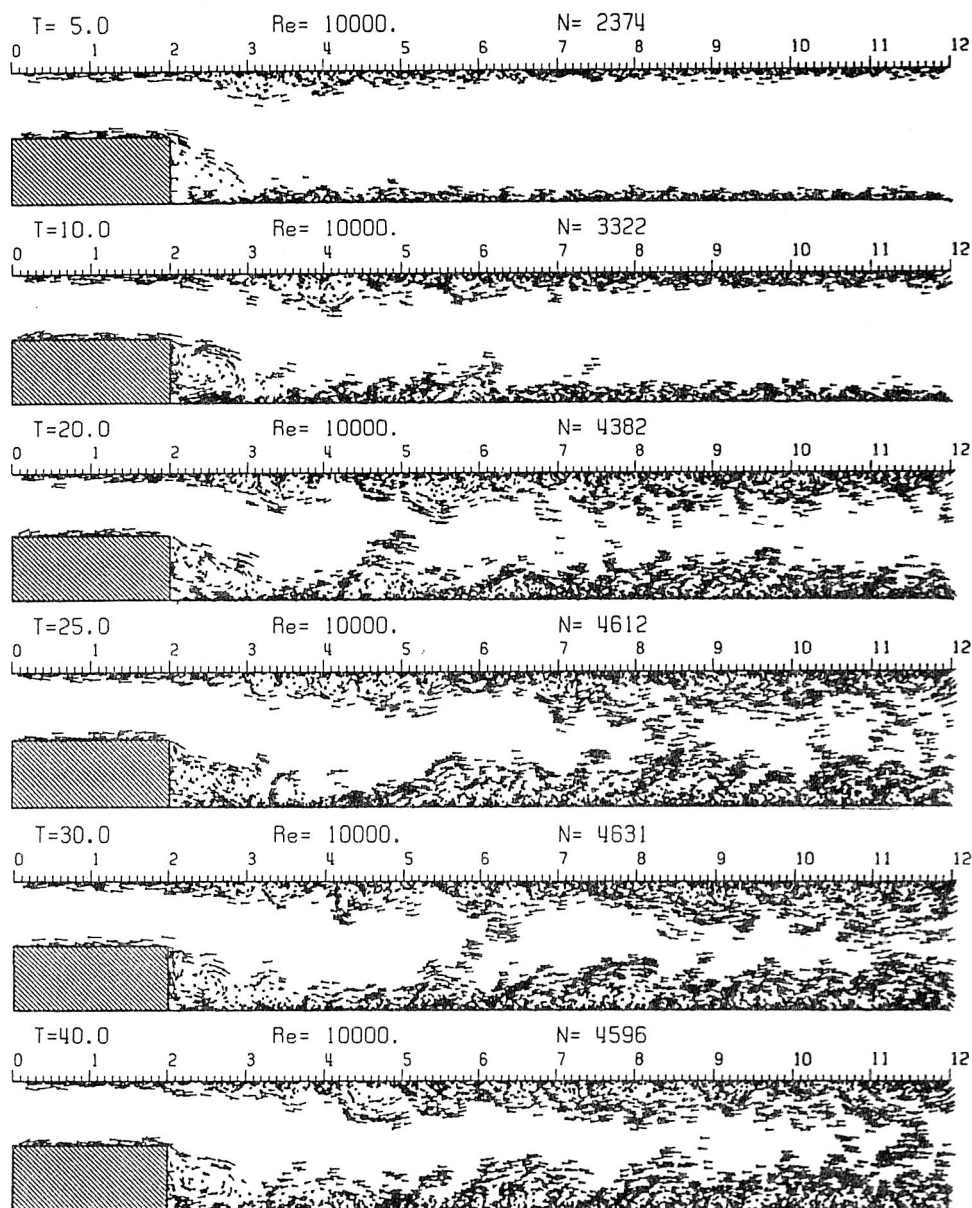 T= 5.0 Re= 10000. N= 2374
0 1 2 3 4 5 6 7 8 9 10 11 12
T=10.0 Re= 10000. N= 3322
0 1 2 3 4 5 6 7 8 9 10 11 12
T=20.0 Re= 10000. N= 4382
0 1 2 3 4 5 6 7 8 9 10 11 12
T=25.0 Re= 10000. N= 4612
0 1 2 3 4 5 6 7 8 9 10 11 12
T=30.0 Re= 10000. N= 4631
0 1 2 3 4 5 6 7 8 9 10 11 12
T=40.0 Re= 10000. N= 4596
0 1 2 3 4 5 6 7 8 9 10 11 12